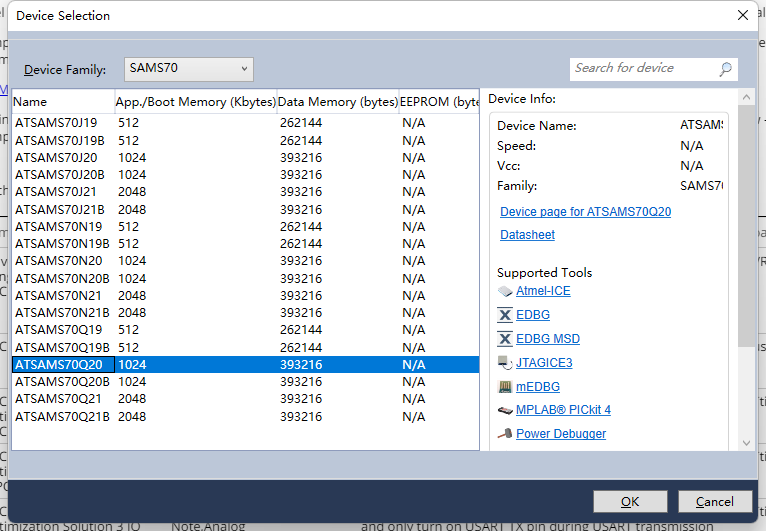 Device Selection
Device Family: SAMS70 Search for device
Name App./Boot Memory (Kbytes) Data Memory (bytes) EEPROM (byte
ATSAMS70J19 512 262144 N/A
ATSAMS70J19B 512 262144 N/A
ATSAMS70J20 1024 393216 N/A
ATSAMS70J20B 1024 393216 N/A
ATSAMS70J21 2048 393216 N/A
ATSAMS70J21B 2048 393216 N/A
ATSAMS70N19 512 262144 N/A
ATSAMS70N19B 512 262144 N/A
ATSAMS70N20 1024 393216 N/A
ATSAMS70N20B 1024 393216 N/A
ATSAMS70N21 2048 393216 N/A
ATSAMS70N21B 2048 393216 N/A
ATSAMS70Q19 512 262144 N/A
ATSAMS70Q19B 512 262144 N/A
ATSAMS70Q20 1024 393216 N/A
ATSAMS70Q20B 1024 393216 N/A
ATSAMS70Q21 2048 393216 N/A
ATSAMS70Q21B 2048 393216 N/A
Device Info:
Device Name: ATSAMS
Speed: N/A
Vcc: N/A
Family: SAMS7
Device page for ATSAMS70Q20
Datasheet
Supported Tools
Atmel-ICE
EDBG
EDBG MSD
JTAGICE3
mEDBG
MPLAB® PICkit 4
Power Debugger
OK Cancel
timization Solution 3 IO Note.Analog and only turn on USART TX pin during USART transmission